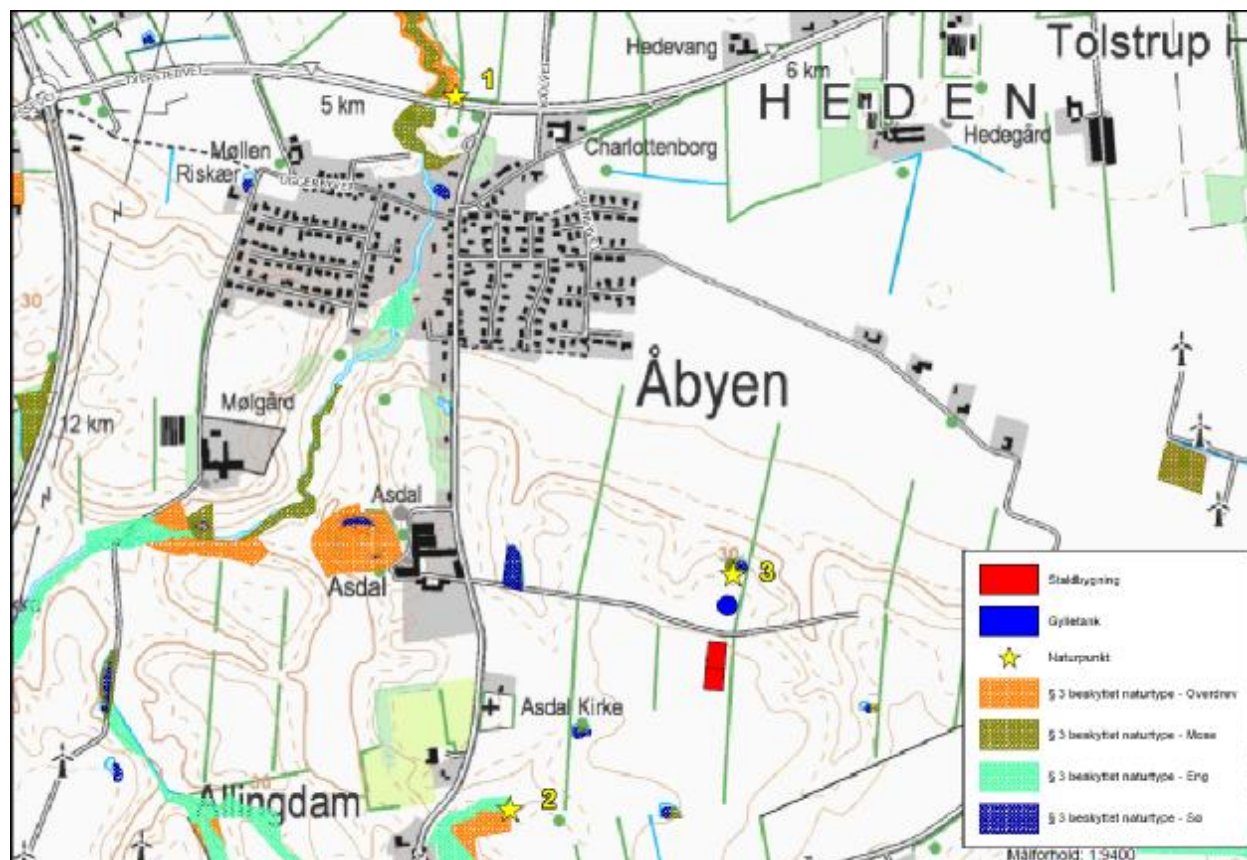 Hedevang
Tolstrup H
6 km
1
5 km
H E D E N
Hedegård
Møllen
Riskær
Charlottenborg
UGGERBYVEJ
30
Åbyen
12 km
Mølgård
Asdal
Asdal
30
3
Asdal Kirke
30
Allingdam
2
Staldbygning
Gylletank
Naturpunkt
§ 3 beskyttet naturtype - Overdrev
§ 3 beskyttet naturtype - Mose
§ 3 beskyttet naturtype - Eng
§ 3 beskyttet naturtype - Sø
Målforhold: 1:9400